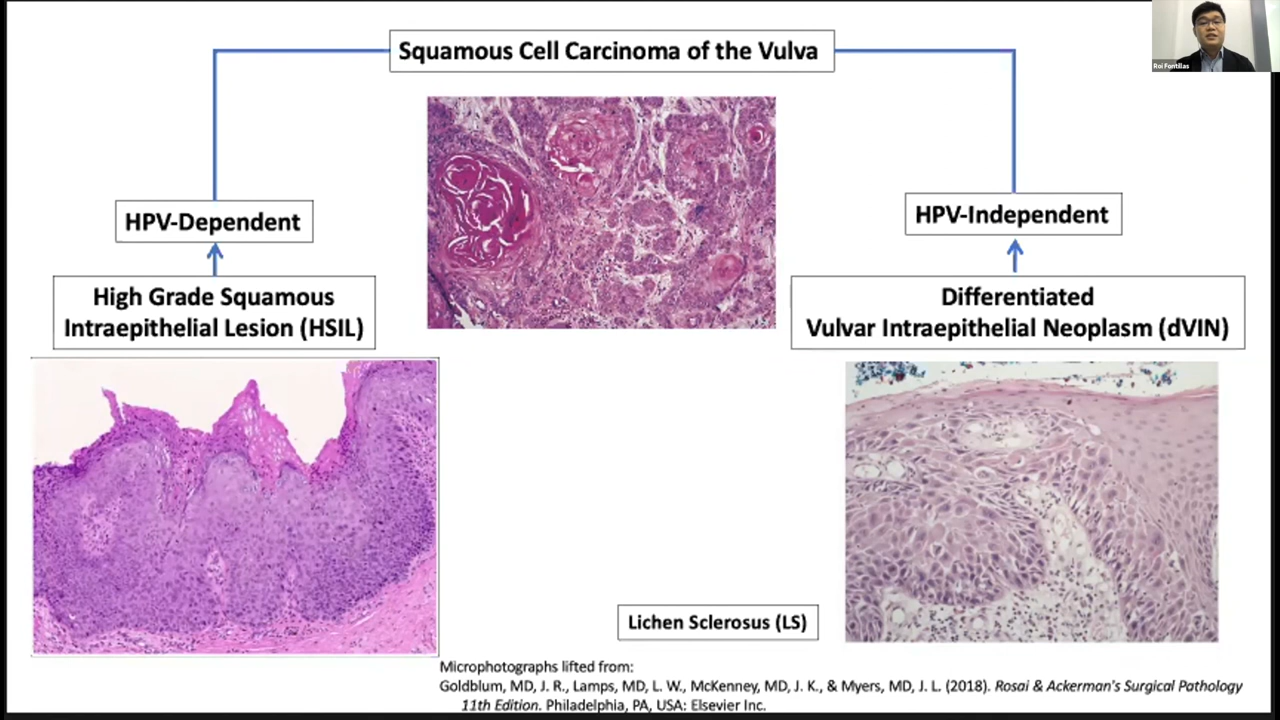 Squamous Cell Carcinoma of the Vulva
Roi Fontillas
HPV-Dependent
HPV-Independent
High Grade Squamous
Intraepithelial Lesion (HSIL)
Differentiated
Vulvar Intraepithelial Neoplasm (dVIN)
Lichen Sclerosus (LS)
Microphotographs lifted from:
Goldblum, MD, J. R., Lamps, MD, L. W., McKenney, MD, J. K., & Myers, MD, J. L. (2018). Rosai & Ackerman's Surgical Pathology
11th Edition. Philadelphia, PA, USA: Elsevier Inc.